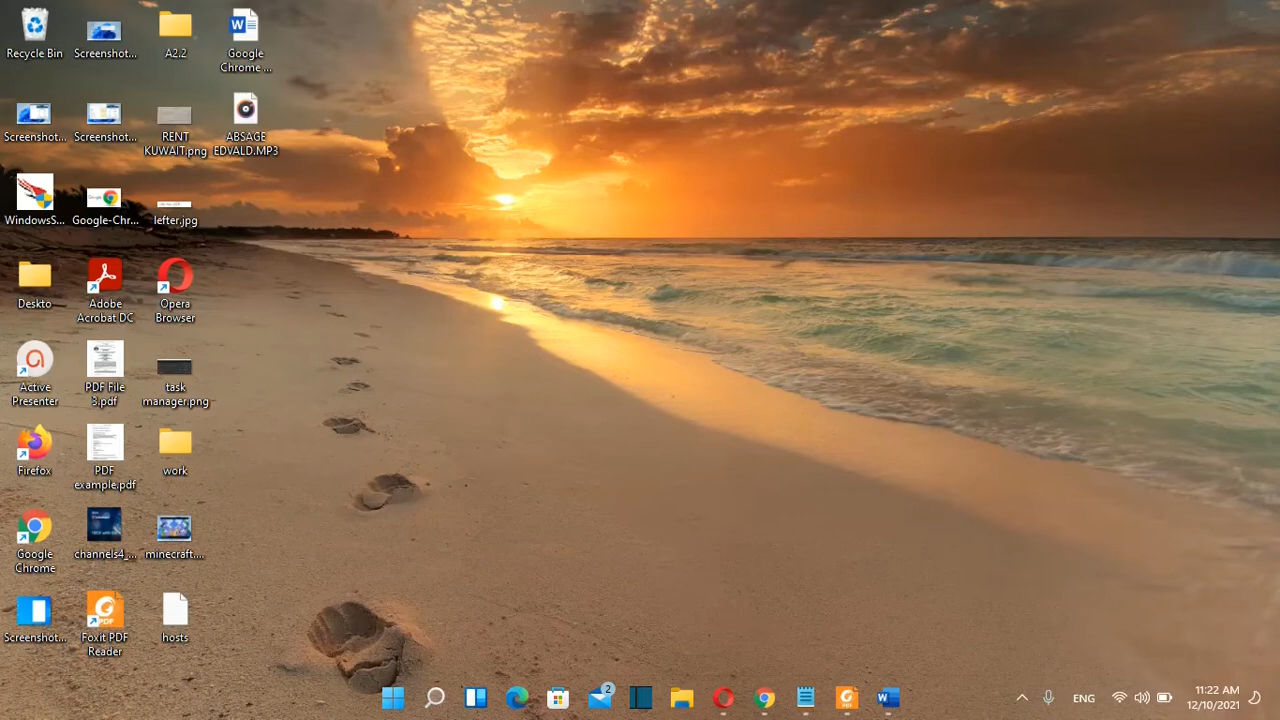 Recycle Bin
Screenshot...
A2.2
Google
Chrome ...
Screenshot...
Screenshot...
RENT
KUWAIT.png
ABSAGE
EDVALD.MP3
WindowsS...
Google-Chr...
lefter.jpg
Deskto
Adobe
Acrobat DC
Opera
Browser
Active
Presenter
PDF File
3.pdf
task
manager.png
Firefox
PDF
example.pdf
work
Google
Chrome
channels4_...
minecraft....
Screenshot...
Foxit PDF
Reader
hosts
2
ENG
11:22 AM
12/10/2021